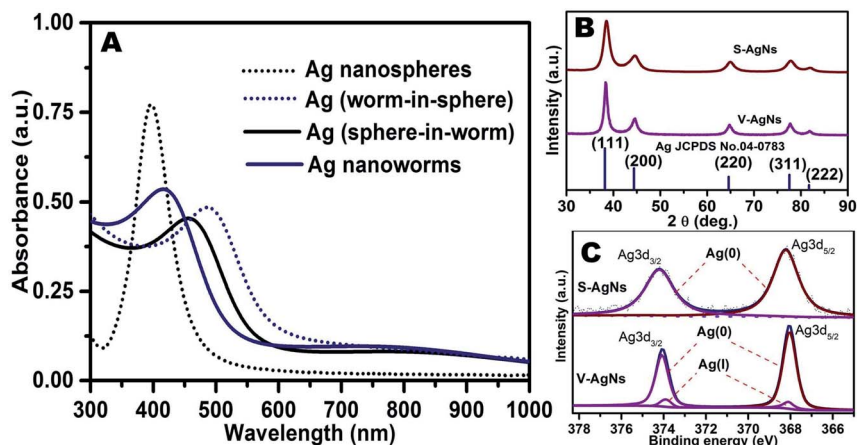 A
Ag nanospheres
Ag (worm-in-sphere)
Ag (sphere-in-worm)
Ag nanoworms
Absorbance (a.u.)
1.00
0.75
0.50
0.25
0.00
300 400 500 600 700 800 900 1000
Wavelength (nm)
B
S-AgNs
V-AgNs
Ag JCPDS No.04-0783
(111)
(200)
(220)
(311)
(222)
Intensity (a.u.)
30 40 50 60 70 80 90
2 θ (deg.)
C
Ag3d3/2
Ag(0)
Ag3d5/2
S-AgNs
Ag3d3/2
Ag(0)
Ag3d5/2
Ag(I)
V-AgNs
Intensity (a.u.)
378 376 374 372 370 368 366
Binding energy (eV)